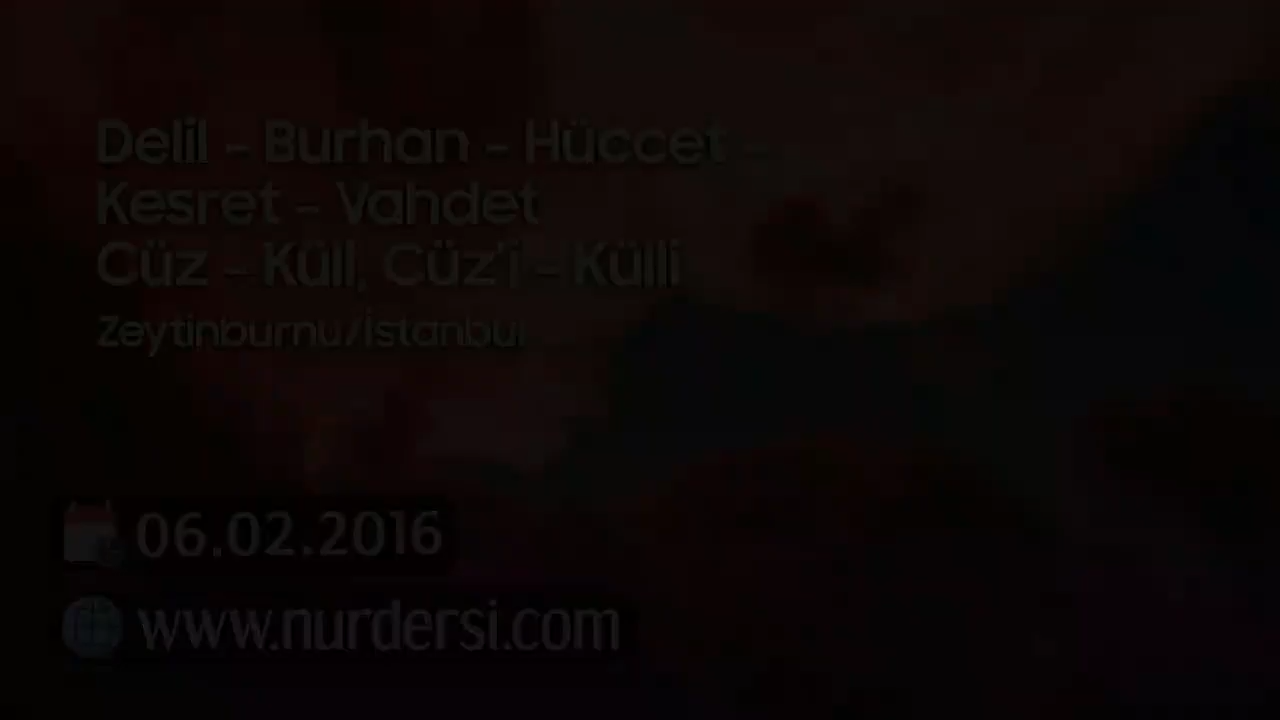 Delil - Burhan - Hüccet -
Kesret - Vahdet
Cüz - Küll, Cüz'i - Külli
Zeytinburnu/İstanbul
06.02.2016
www.nurdersi.com